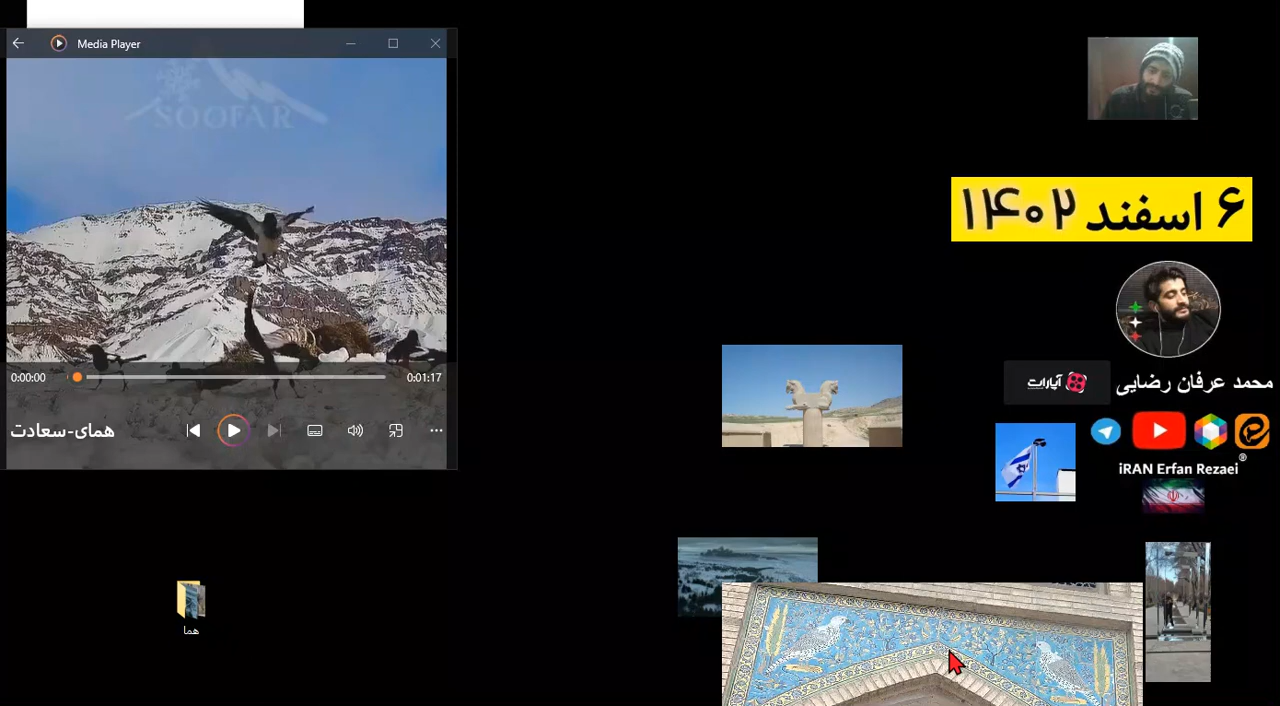 Media Player
SOOFAR
0:00:00
0:01:17
همای-سعادت
هما
۶ اسفند ۱۴۰۲
محمد عرفان رضایی
آپارات
iRAN Erfan Rezaei®